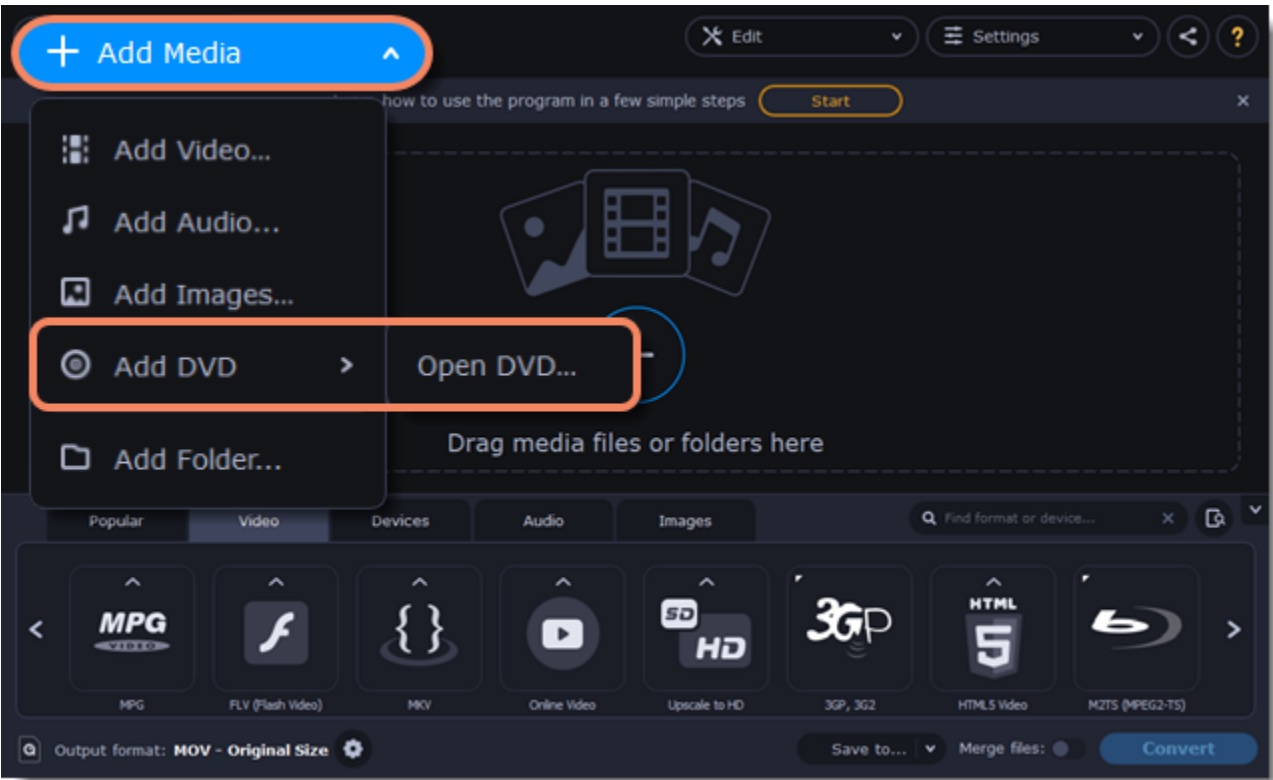 Add Media
Edit
Settings
?
how to use the program in a few simple steps
Start
Add Video...
Add Audio...
Add Images...
Add DVD
Open DVD...
Add Folder...
Drag media files or folders here
Popular
Video
Devices
Audio
Images
Find format or device...
MPG
VIDEO
SD
HD
3GP
HTML
5
MPG
FLV (Flash Video)
MKV
Online Video
Upscale to HD
3GP, 3G2
HTML5 Video
M2TS (MPEG2-TS)
Output format: MOV - Original Size
Save to...
Merge files:
Convert